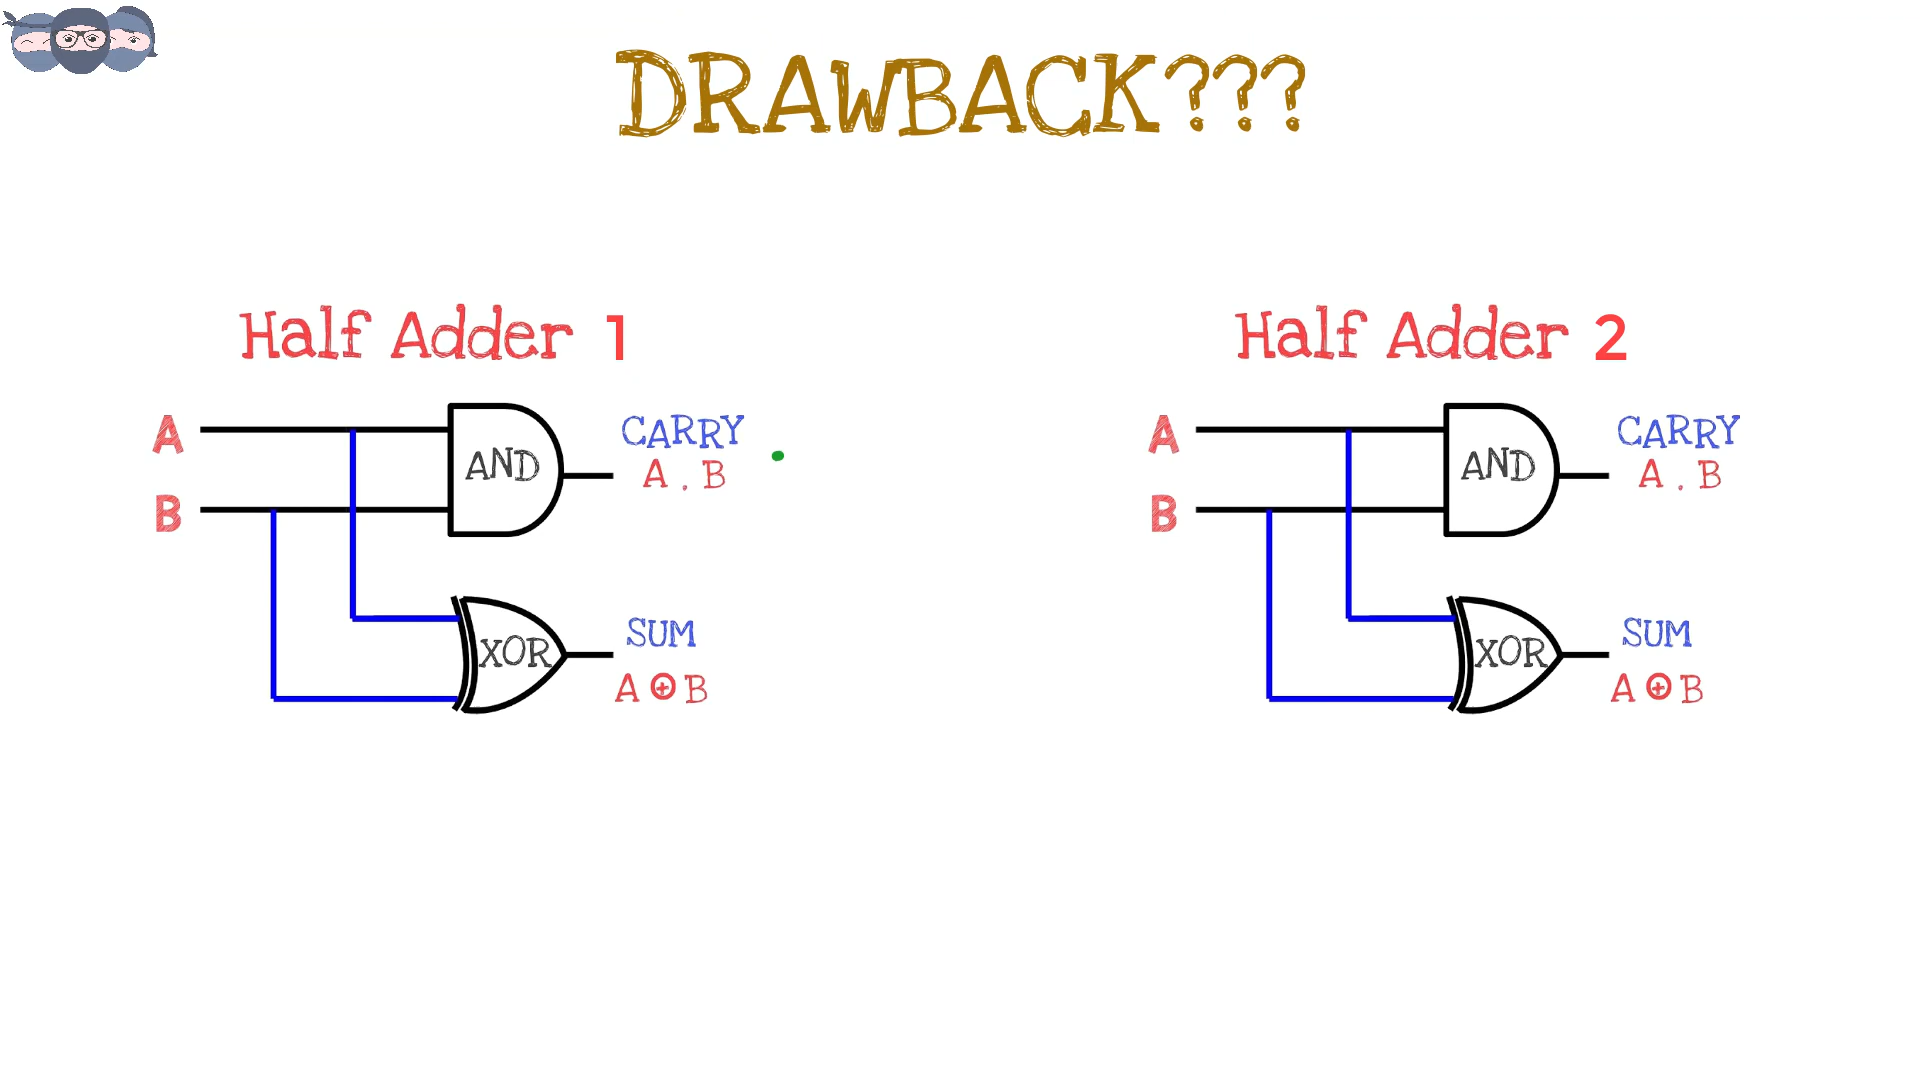 DRAWBACK???
Half Adder 1
A
B
AND
CARRY
A . B
XOR
SUM
A ⊕ B
Half Adder 2
A
B
AND
CARRY
A . B
XOR
SUM
A ⊕ B